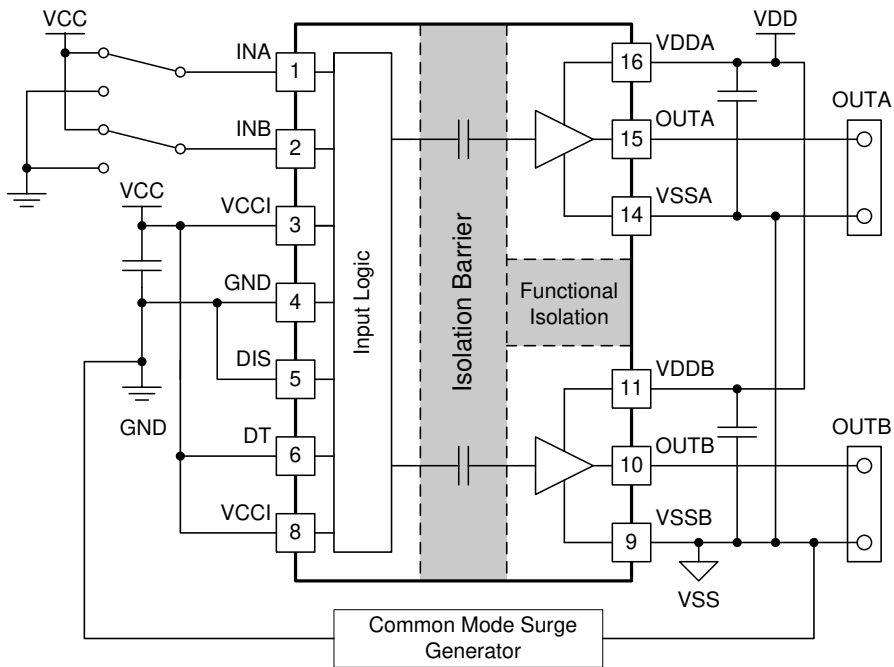 VCC
VDD
INA
1
16
VDDA
OUTA
INB
2
15
OUTA
VCC
VCCI
3
14
VSSA
GND
4
Input Logic
Isolation Barrier
Functional
Isolation
DIS
5
11
VDDB
GND
DT
6
10
OUTB
OUTB
VCCI
8
9
VSSB
VSS
Common Mode Surge
Generator